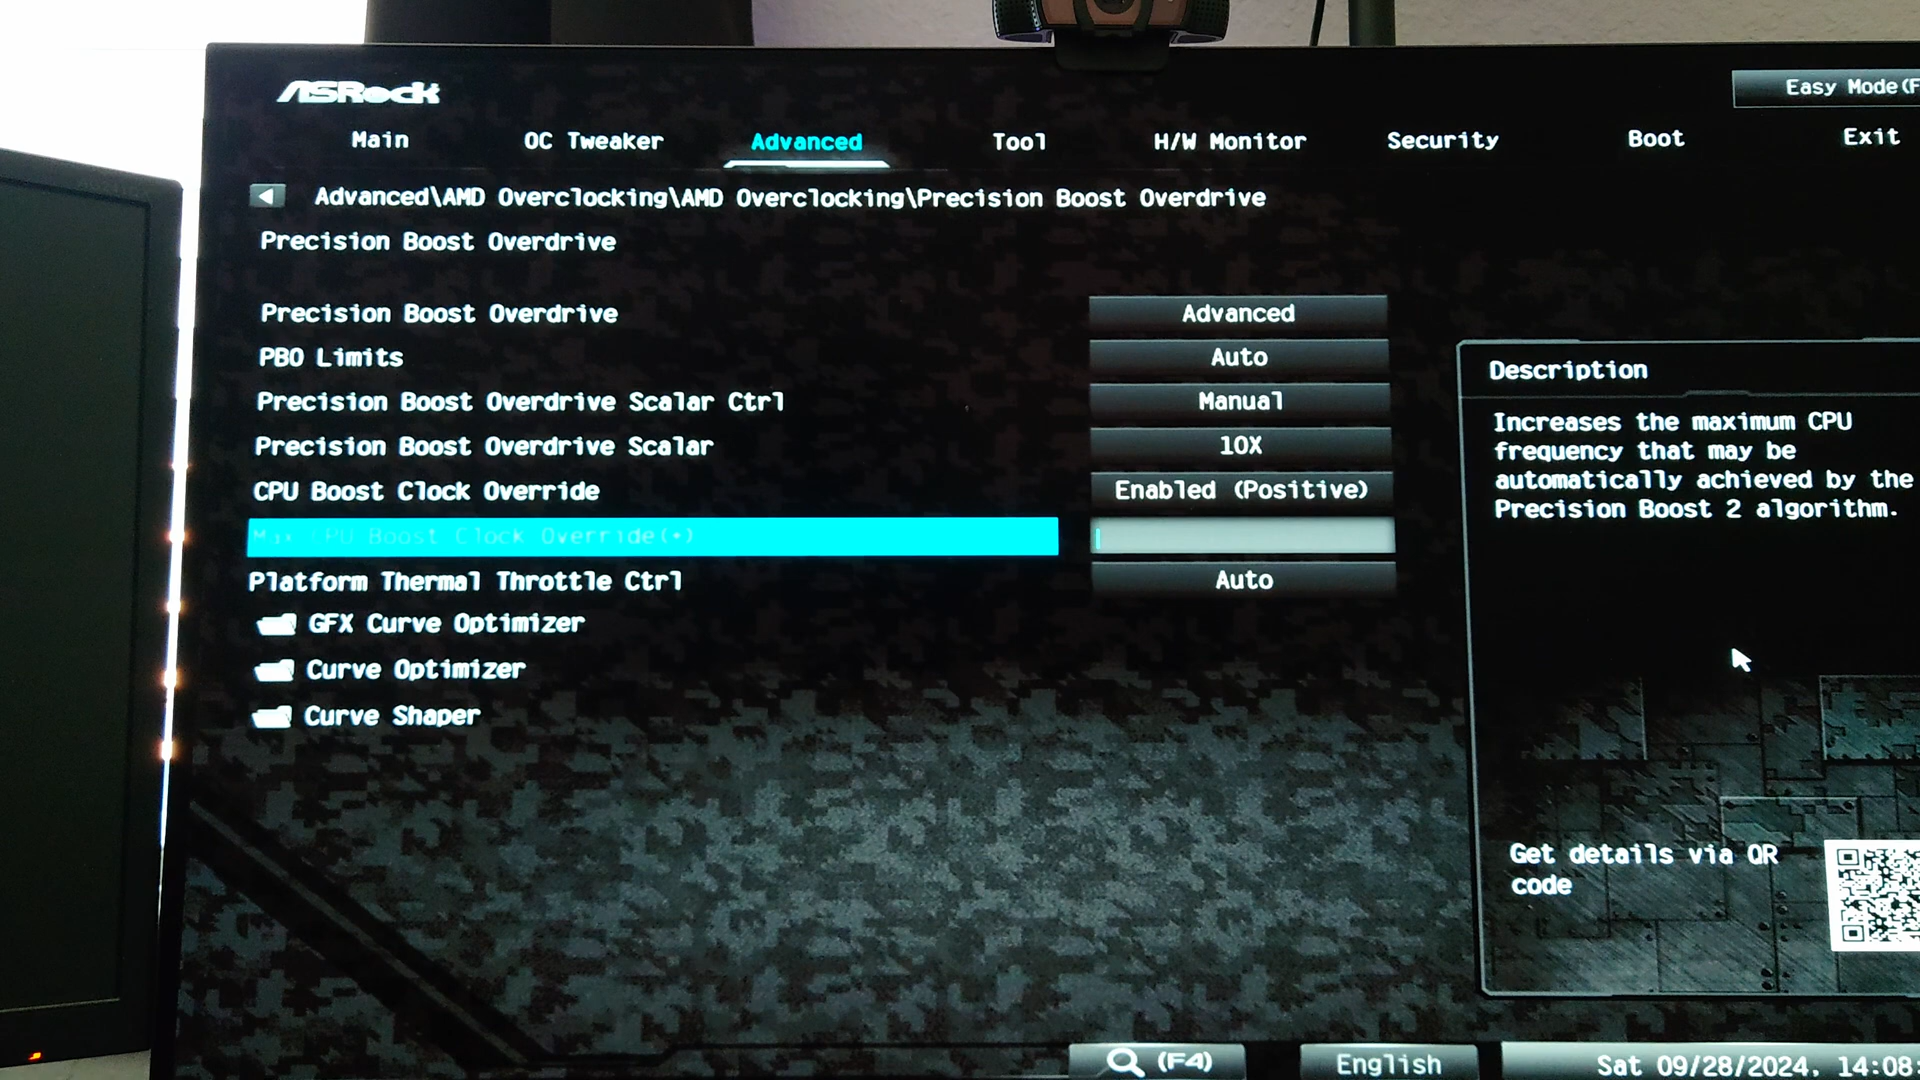 ASRock
Easy Mode(F
Main OC Tweaker Advanced Tool H/W Monitor Security Boot Exit
Advanced\AMD Overclocking\AMD Overclocking\Precision Boost Overdrive
Precision Boost Overdrive
Precision Boost Overdrive Advanced
PBO Limits Auto
Precision Boost Overdrive Scalar Ctrl Manual
Precision Boost Overdrive Scalar 10X
CPU Boost Clock Override Enabled (Positive)
Max CPU Boost Clock Override(+)
Platform Thermal Throttle Ctrl Auto
GFX Curve Optimizer
Curve Optimizer
Curve Shaper
Description
Increases the maximum CPU
frequency that may be
automatically achieved by the
Precision Boost 2 algorithm.
Get details via QR
code
(F4) English Sat 09/28/2024, 14:08: